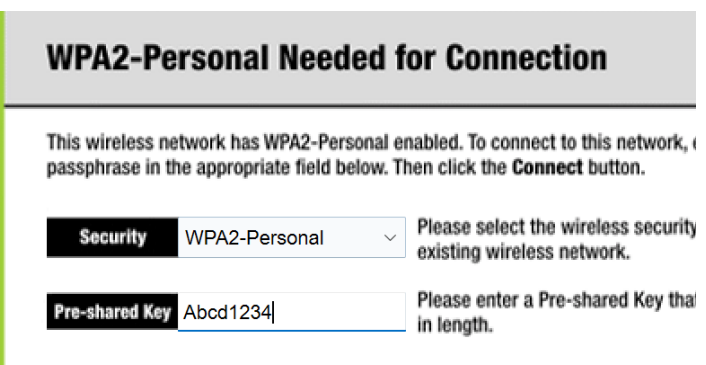 WPA2-Personal Needed for Connection
This wireless network has WPA2-Personal enabled. To connect to this network,
passphrase in the appropriate field below. Then click the Connect button.
Security WPA2-Personal Please select the wireless security
existing wireless network.
Pre-shared Key Abcd1234 Please enter a Pre-shared Key that
in length.